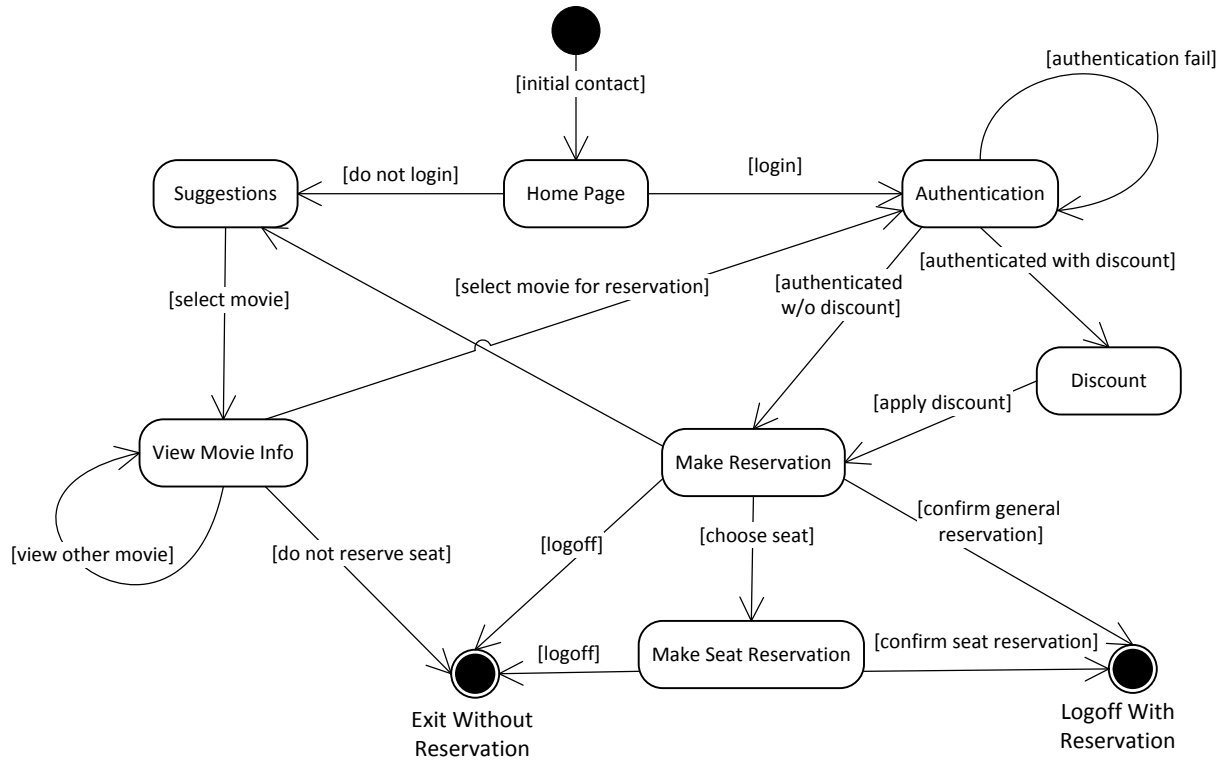 [authentication fail]
[initial contact]
[do not login]
[login]
Suggestions
Home Page
Authentication
[authenticated with discount]
[select movie]
[select movie for reservation]
[authenticated
w/o discount]
Discount
[apply discount]
View Movie Info
Make Reservation
[confirm general
reservation]
[view other movie]
[do not reserve seat]
[logoff]
[choose seat]
[logoff]
Make Seat Reservation
[confirm seat reservation]
Exit Without
Reservation
Logoff With
Reservation